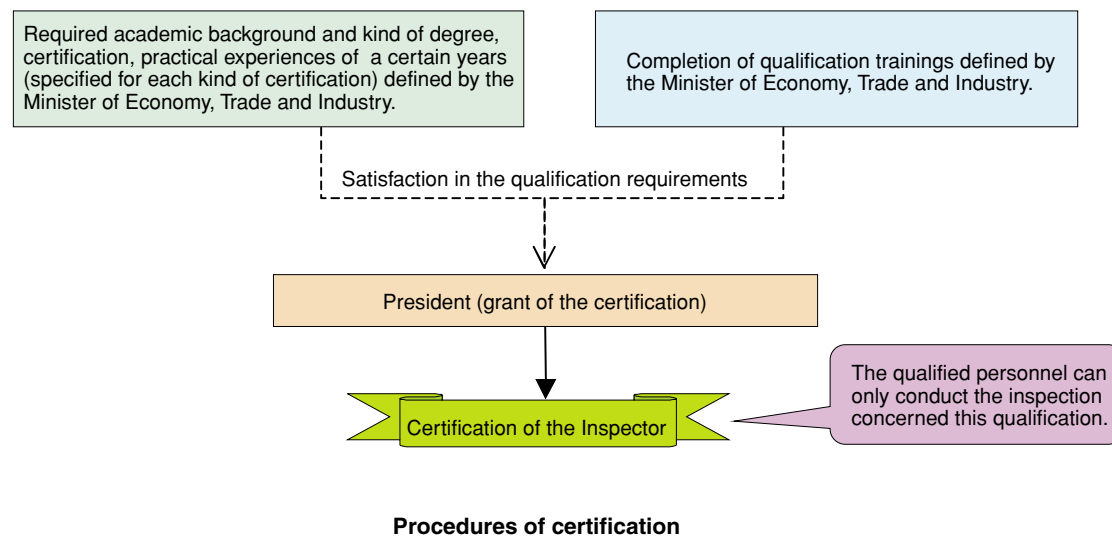 Required academic background and kind of degree,
certification, practical experiences of a certain years
(specified for each kind of certification) defined by the
Minister of Economy, Trade and Industry.
Completion of qualification trainings defined by
the Minister of Economy, Trade and Industry.
Satisfaction in the qualification requirements
President (grant of the certification)
The qualified personnel can
only conduct the inspection
concerned this qualification.
Certification of the Inspector
Procedures of certification